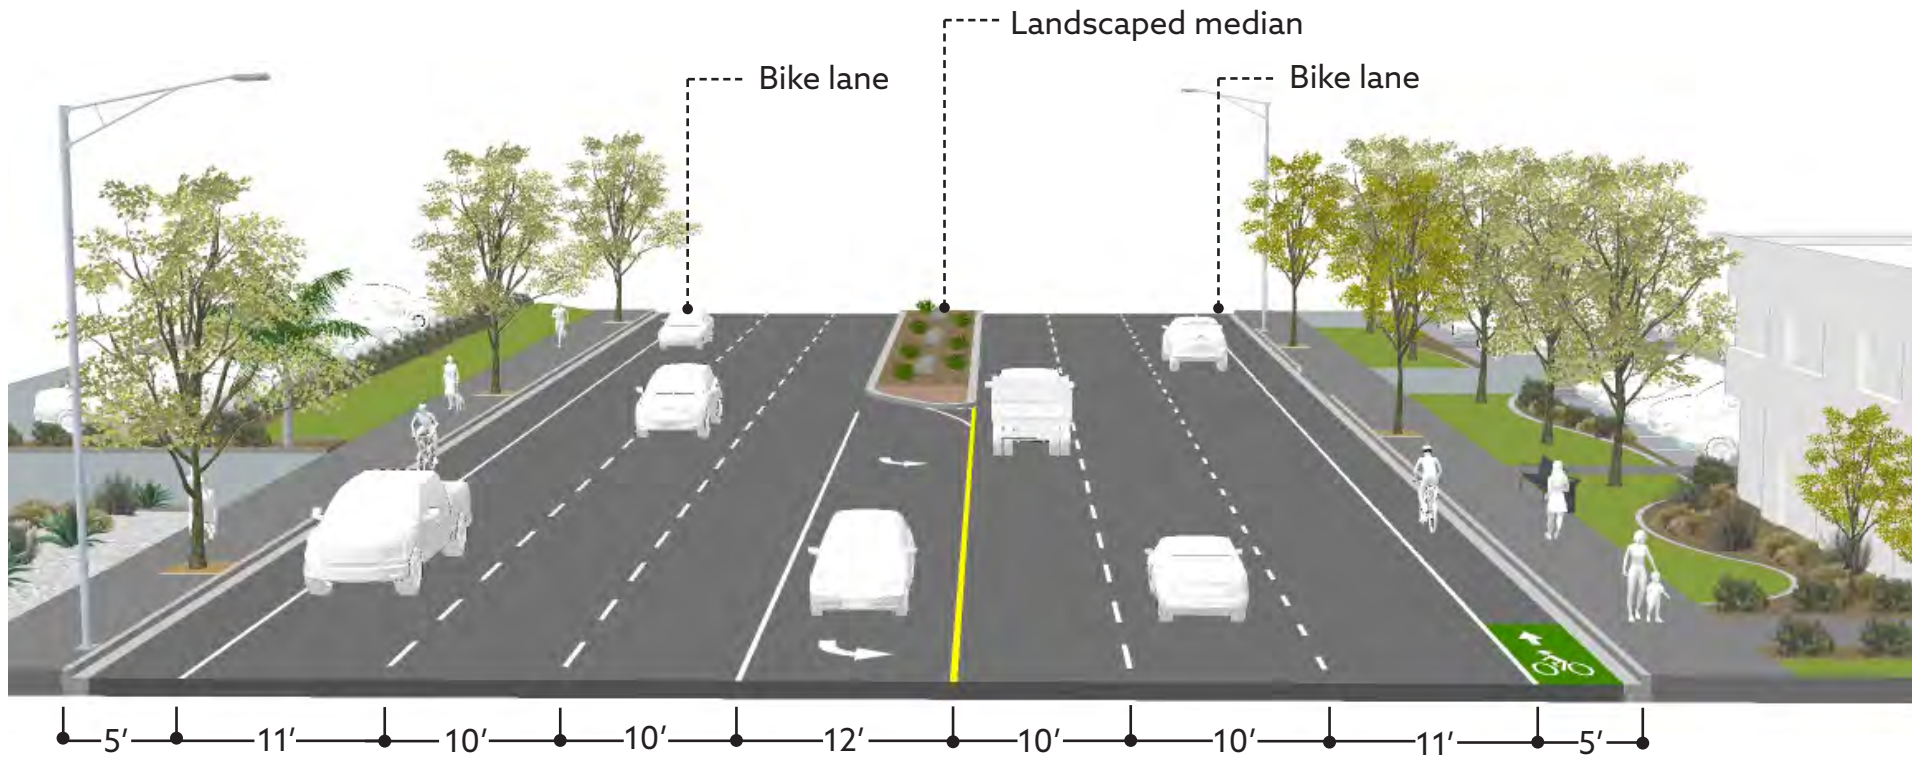 Landscaped median
Bike lane
Bike lane
5′ 11′ 10′ 10′ 12′ 10′ 10′ 11′ 5′